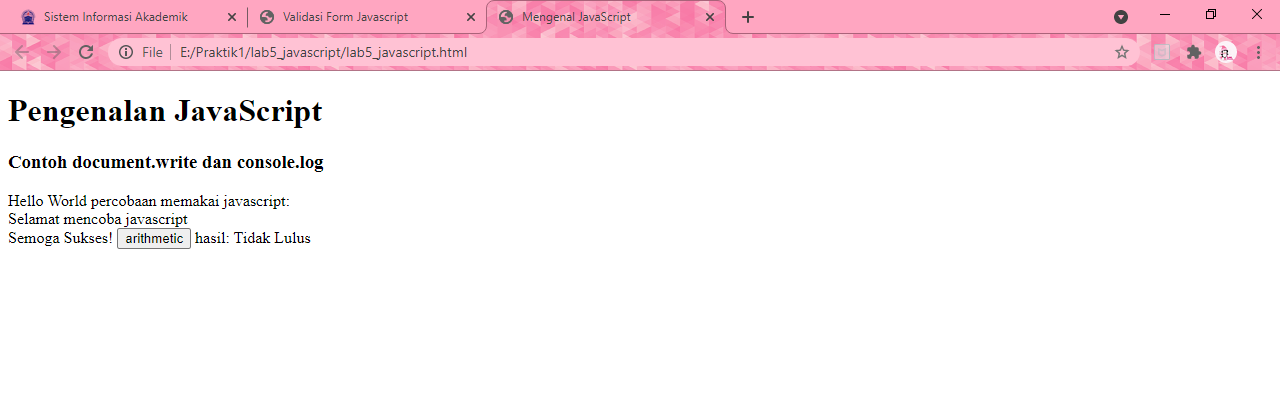 Sistem Informasi Akademik
Validasi Form Javascript
Mengenal JavaScript
File
E:/Praktik1/lab5_javascript/lab5_javascript.html
Pengenalan JavaScript
Contoh document.write dan console.log
Hello World percobaan memakai javascript:
Selamat mencoba javascript
Semoga Sukses! arithmetic hasil: Tidak Lulus